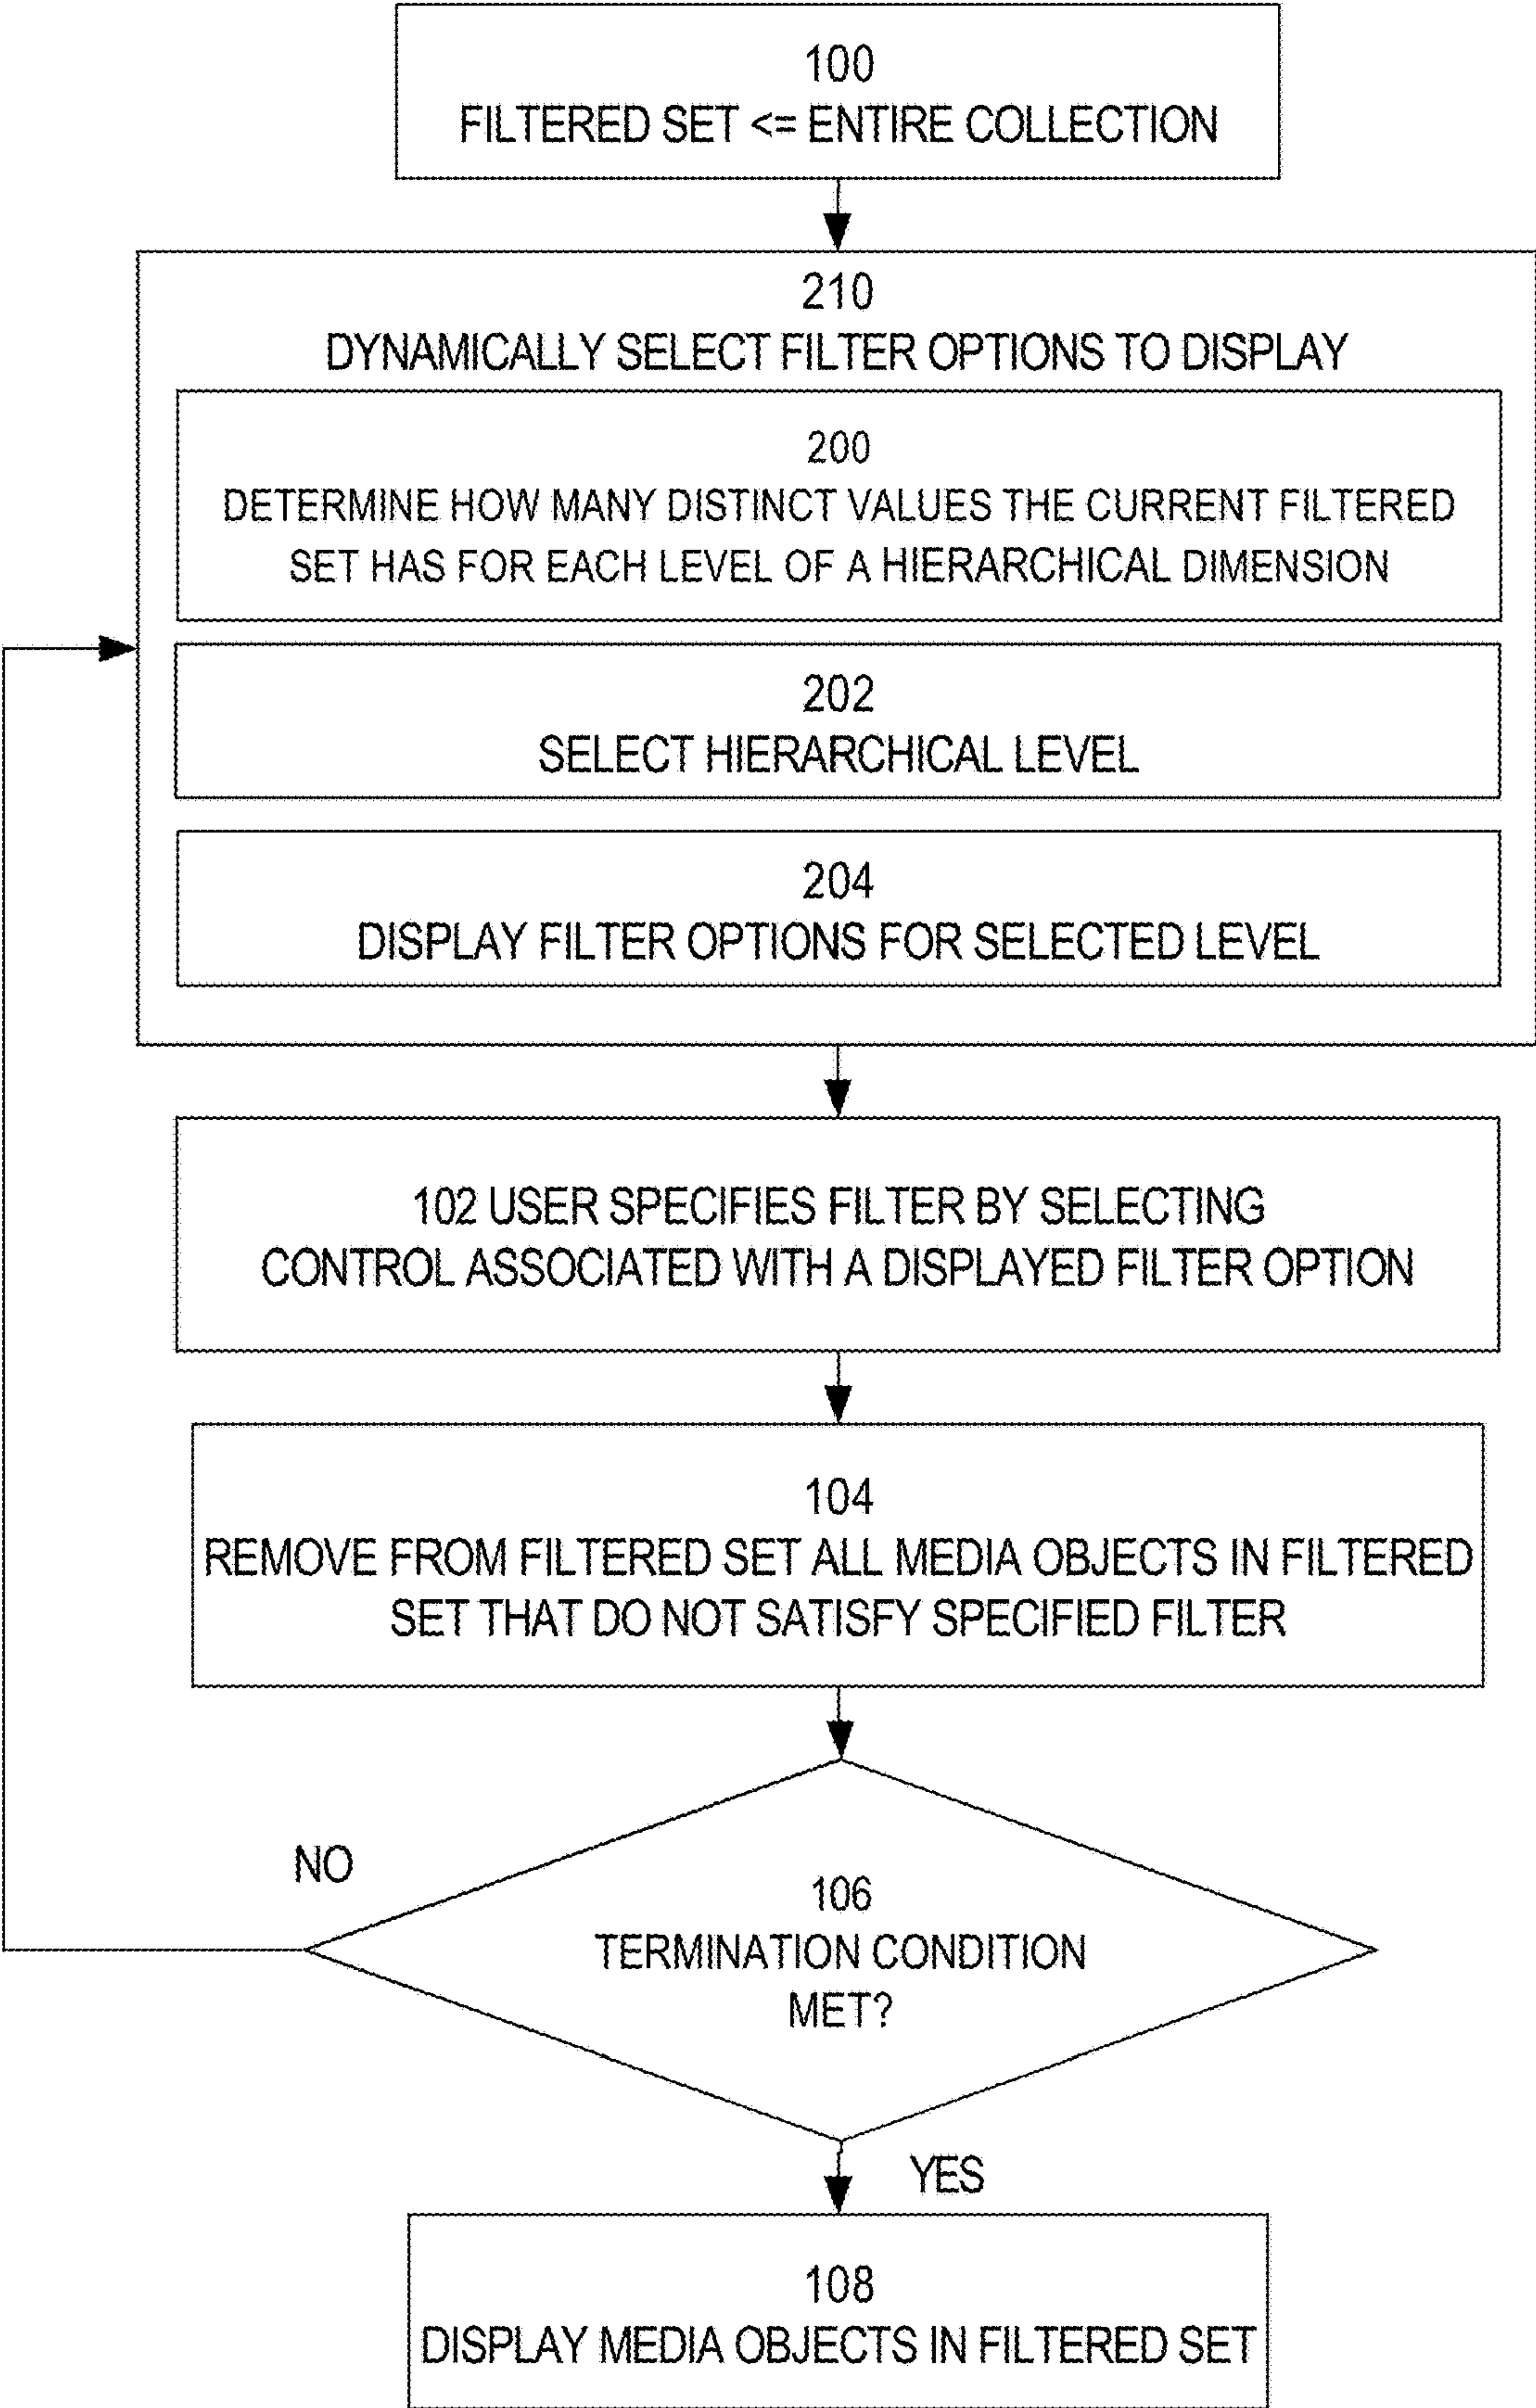 100
FILTERED SET <= ENTIRE COLLECTION
210
DYNAMICALLY SELECT FILTER OPTIONS TO DISPLAY
200
DETERMINE HOW MANY DISTINCT VALUES THE CURRENT FILTERED
SET HAS FOR EACH LEVEL OF A HIERARCHICAL DIMENSION
202
SELECT HIERARCHICAL LEVEL
204
DISPLAY FILTER OPTIONS FOR SELECTED LEVEL
102 USER SPECIFIES FILTER BY SELECTING
CONTROL ASSOCIATED WITH A DISPLAYED FILTER OPTION
104
REMOVE FROM FILTERED SET ALL MEDIA OBJECTS IN FILTERED
SET THAT DO NOT SATISFY SPECIFIED FILTER
NO
106
TERMINATION CONDITION
MET?
YES
108
DISPLAY MEDIA OBJECTS IN FILTERED SET